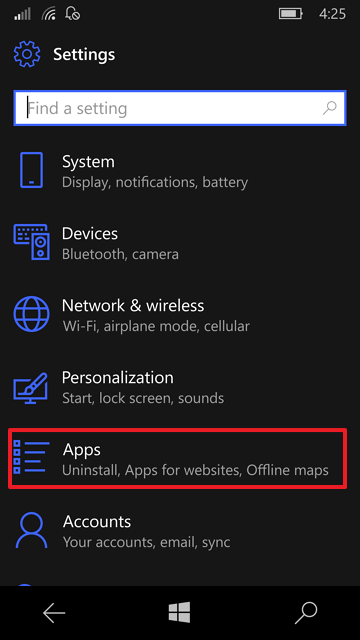 4:25
Settings
Find a setting
System
Display, notifications, battery
Devices
Bluetooth, camera
Network & wireless
Wi-Fi, airplane mode, cellular
Personalization
Start, lock screen, sounds
Apps
Uninstall, Apps for websites, Offline maps
Accounts
Your accounts, email, sync